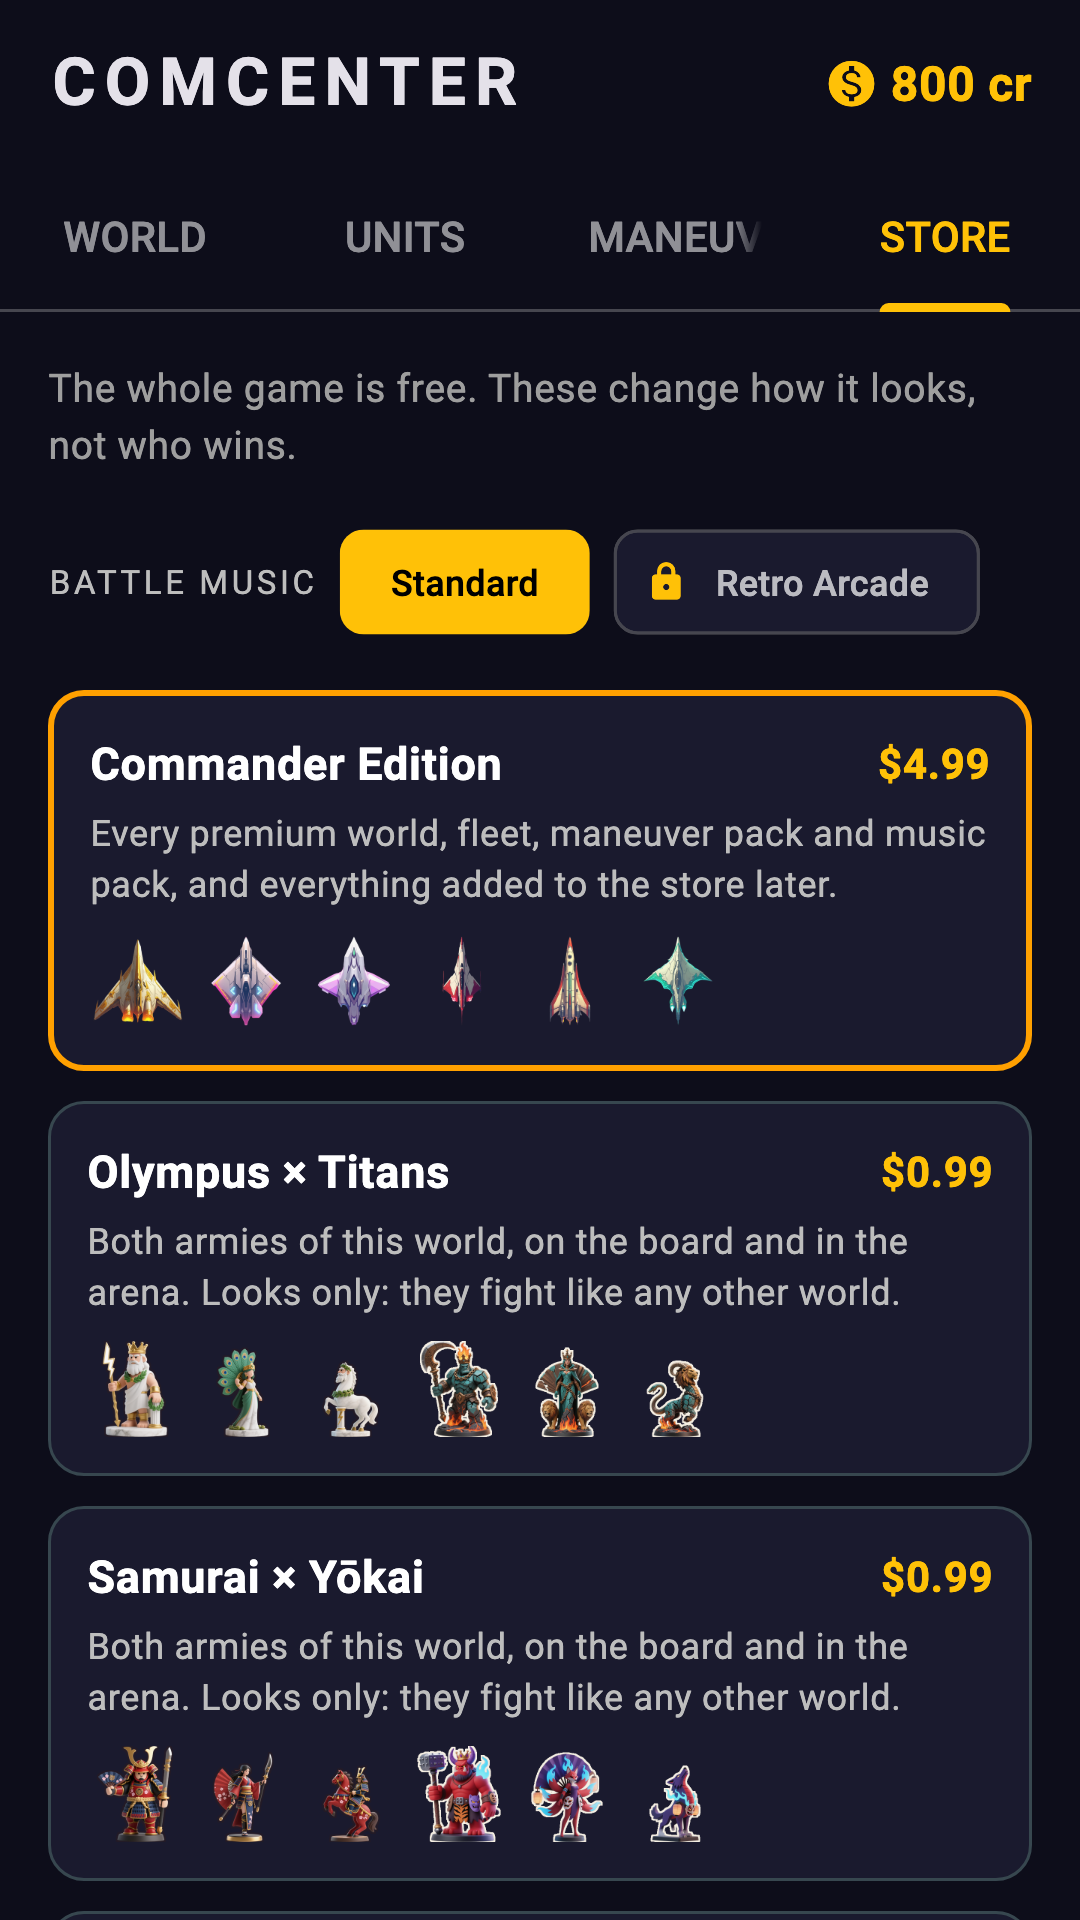 COMCENTER
800 cr
WORLD UNITS MANEUV STORE
The whole game is free. These change how it looks,
not who wins.
BATTLE MUSIC Standard Retro Arcade
Commander Edition $4.99
Every premium world, fleet, maneuver pack and music
pack, and everything added to the store later.
Olympus × Titans $0.99
Both armies of this world, on the board and in the
arena. Looks only: they fight like any other world.
Samurai × Yōkai $0.99
Both armies of this world, on the board and in the
arena. Looks only: they fight like any other world.